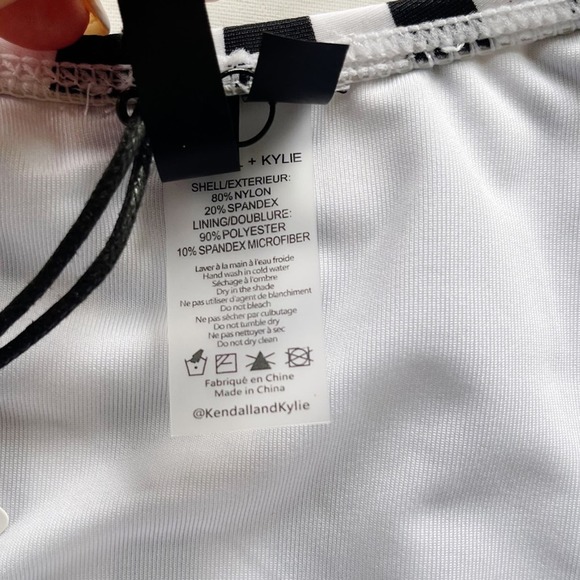 + KYLIE
SHELL/EXTERIEUR:
80% NYLON
20% SPANDEX
LINING/DOUBLURE:
90% POLYESTER
10% SPANDEX MICROFIBER
Laver à la main à l'eau froide
Hand wash in cold water
Séchage à l'ombre
Dry in the shade
Ne pas utiliser d'agent de blanchiment
Do not bleach
Ne pas sécher par culbutage
Do not tumble dry
Ne pas nettoyer à sec
Do not dry clean
Fabriqué en Chine
Made in China
@KendallandKylie